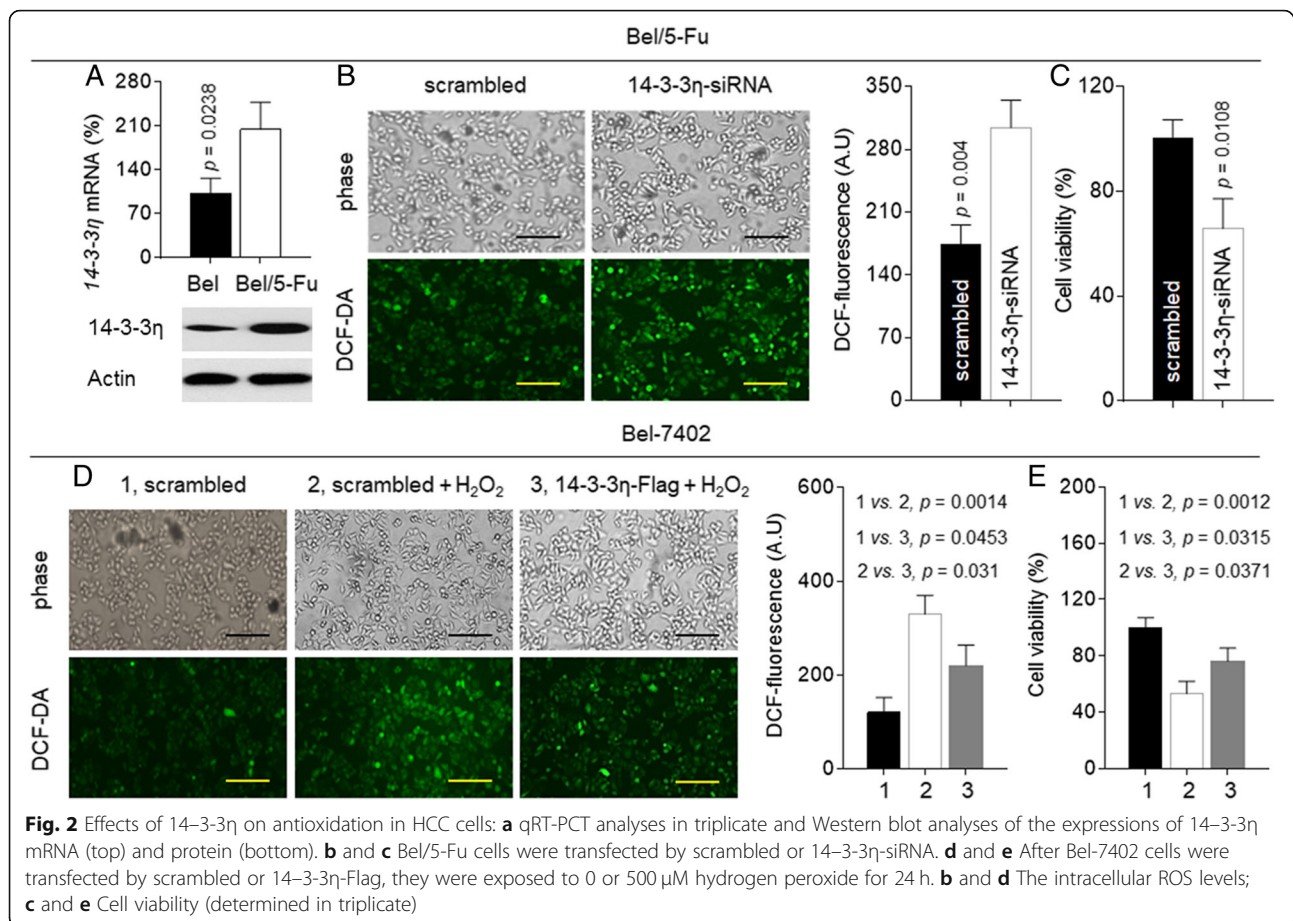 Bel/5-Fu
A
280
210
140
70
0
14-3-3η mRNA (%)
p = 0.0238
Bel Bel/5-Fu
14-3-3η
Actin
B
scrambled 14-3-3η-siRNA
phase
DCF-DA
350
300
210
140
70
0
DCF-fluorescence (A.U)
p = 0.004
scrambled
14-3-3η-siRNA
C
120
80
40
0
Cell viability (%)
p = 0.0108
scrambled
14-3-3η-siRNA
Bel-7402
D
1, scrambled 2, scrambled + H₂O₂ 3, 14-3-3η-Flag + H₂O₂
phase
DCF-DA
600
400
200
0
DCF-fluorescence (A.U)
1 vs. 2, p = 0.0014
1 vs. 3, p = 0.0453
2 vs. 3, p = 0.031
1 2 3
E
200
160
120
80
40
0
Cell viability (%)
1 vs. 2, p = 0.0012
1 vs. 3, p = 0.0315
2 vs. 3, p = 0.0371
1 2 3
Fig. 2 Effects of 14–3-3η on antioxidation in HCC cells: a qRT-PCT analyses in triplicate and Western blot analyses of the expressions of 14–3-3η
mRNA (top) and protein (bottom). b and c Bel/5-Fu cells were transfected by scrambled or 14–3-3η-siRNA. d and e After Bel-7402 cells were
transfected by scrambled or 14–3-3η-Flag, they were exposed to 0 or 500 μM hydrogen peroxide for 24 h. b and d The intracellular ROS levels;
c and e Cell viability (determined in triplicate)